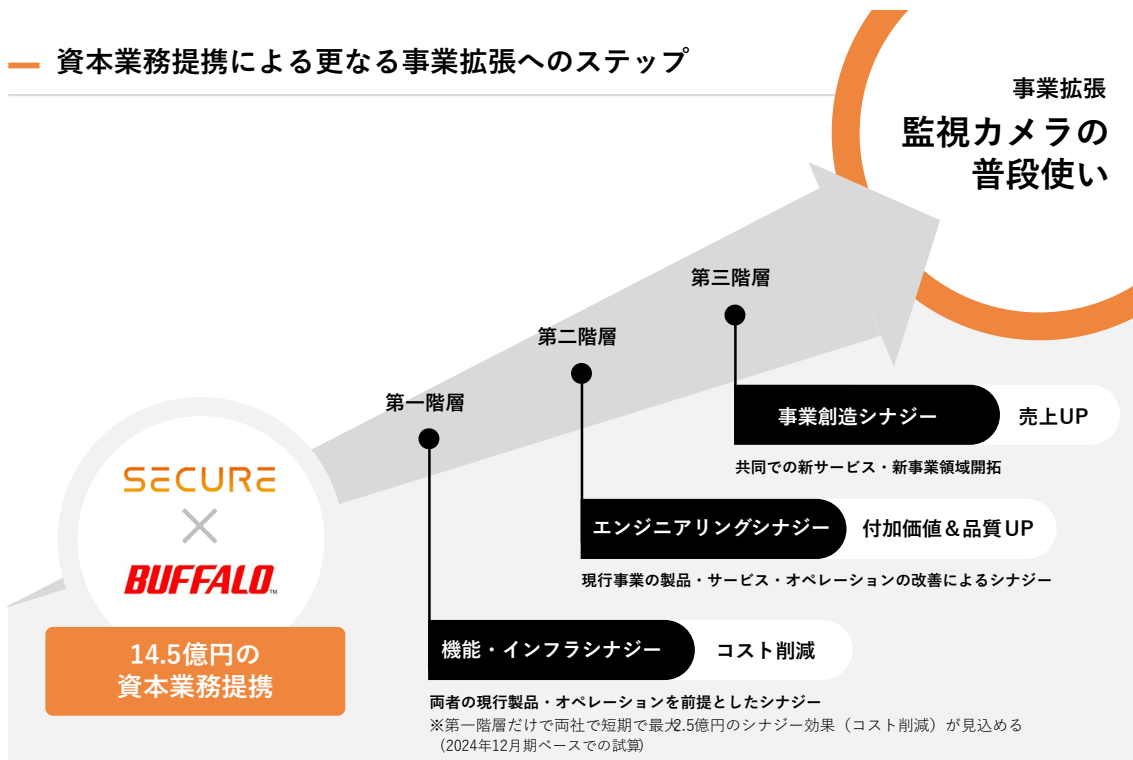 資本業務提携による更なる事業拡張へのステップ
事業拡張
監視カメラの
普段使い
第三階層
第二階層
第一階層
事業創造シナジー 売上UP
共同での新サービス・新事業領域開拓
SECURE
×
BUFFALO™
エンジニアリングシナジー 付加価値＆品質UP
現行事業の製品・サービス・オペレーションの改善によるシナジー
14.5億円の
資本業務提携
機能・インフラシナジー コスト削減
両者の現行製品・オペレーションを前提としたシナジー
※第一階層だけで両社で短期で最大2.5億円のシナジー効果（コスト削減）が見込める
（2024年12月期ベースでの試算）